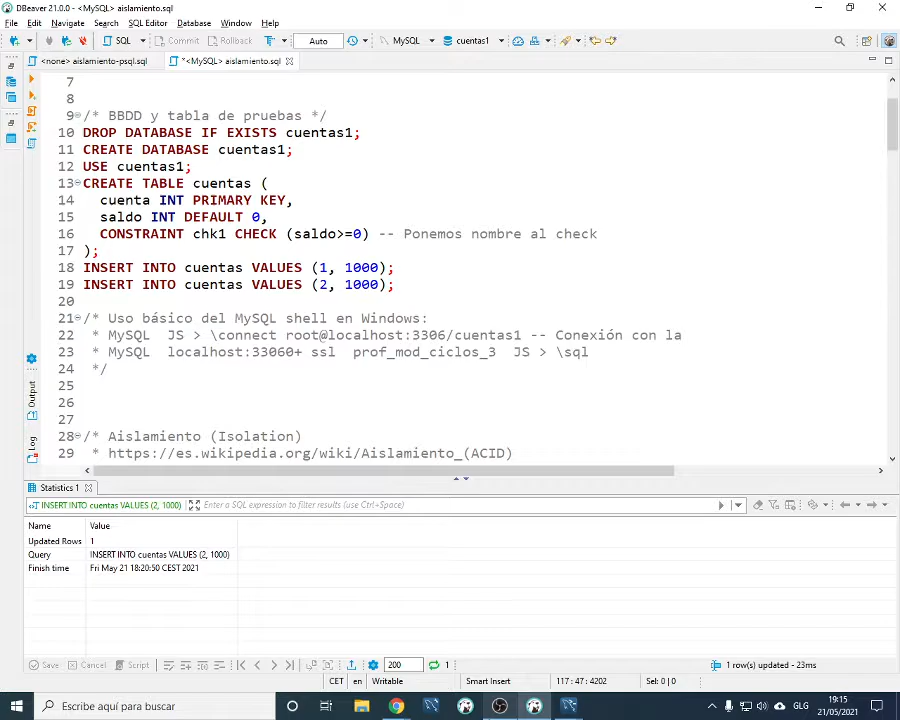 DBeaver 21.0.0 - <MySQL> aislamiento.sql
File Edit Navigate Search SQL Editor Database Window Help
SQL Commit Rollback Auto MySQL cuentas1
<none> aislamiento-psql.sql *<MySQL> aislamiento.sql
7
8
9 /* BBDD y tabla de pruebas */
10 DROP DATABASE IF EXISTS cuentas1;
11 CREATE DATABASE cuentas1;
12 USE cuentas1;
13 CREATE TABLE cuentas (
14 cuenta INT PRIMARY KEY,
15 saldo INT DEFAULT 0,
16 CONSTRAINT chk1 CHECK (saldo>=0) -- Ponemos nombre al check
17 );
18 INSERT INTO cuentas VALUES (1, 1000);
19 INSERT INTO cuentas VALUES (2, 1000);
20
21 /* Uso básico del MySQL shell en Windows:
22 * MySQL JS > \connect root@localhost:3306/cuentas1 -- Conexión con la
23 * MySQL localhost:33060+ ssl prof_mod_ciclos_3 JS > \sql
24 */
25
26
27
28 /* Aislamiento (Isolation)
29 * https://es.wikipedia.org/wiki/Aislamiento_(ACID)
Output
Log
Statistics 1
INSERT INTO cuentas VALUES (2, 1000) Enter a SQL expression to filter results (use Ctrl+Space)
Name Value
Updated Rows 1
Query INSERT INTO cuentas VALUES (2, 1000)
Finish time Fri May 21 18:20:50 CEST 2021
Save Cancel Script 200 1 1 row(s) updated - 23ms
CET en Writable Smart Insert 117 : 47 : 4202 Sel: 0 | 0
Escribe aquí para buscar GLG 19:15
21/05/2021